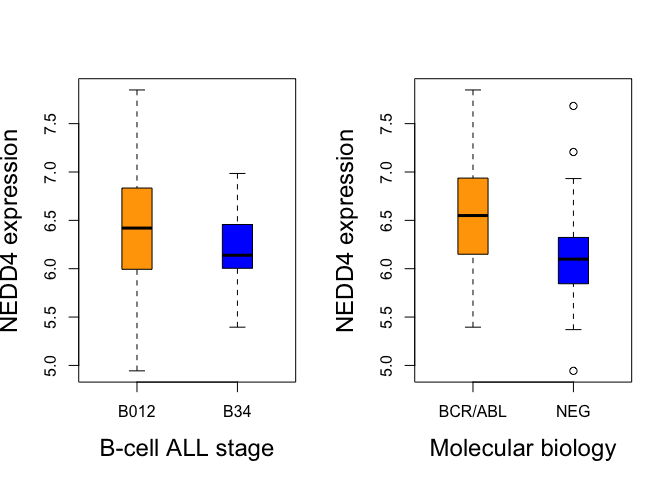 NEDD4 expression
7.5
7.0
6.5
6.0
5.5
5.0
B012 B34
B-cell ALL stage
NEDD4 expression
7.5
7.0
6.5
6.0
5.5
5.0
BCR/ABL NEG
Molecular biology